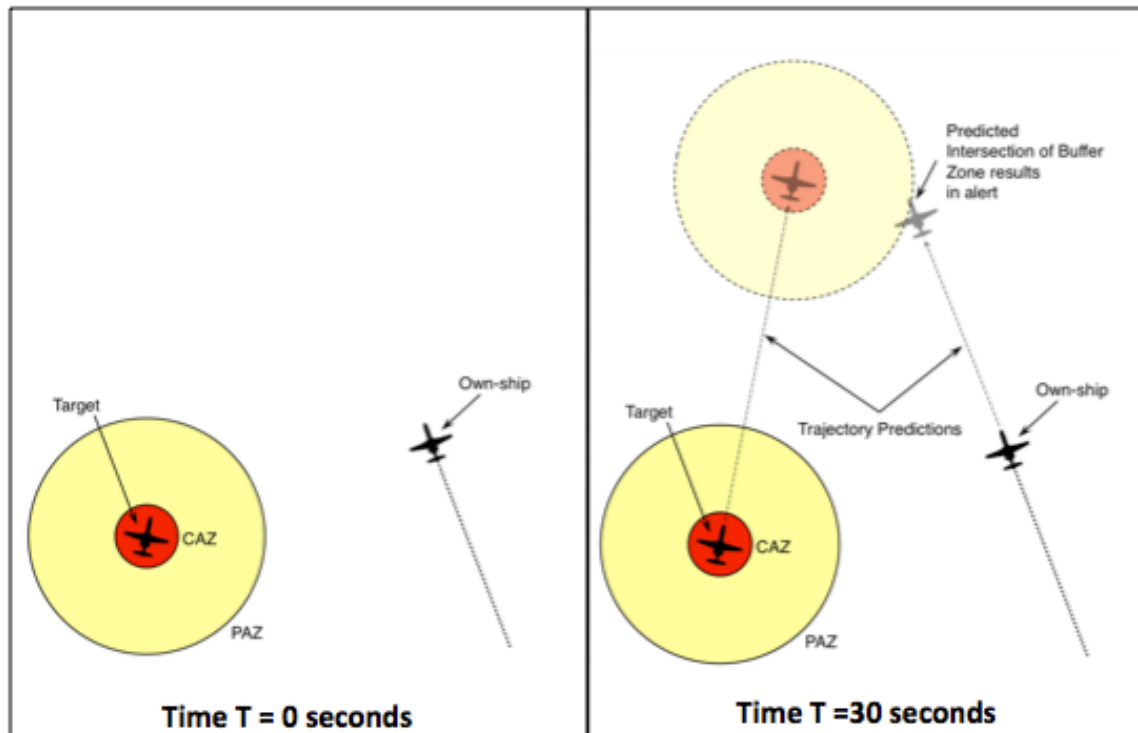 Own-ship
Target
CAZ
PAZ
Time T = 0 seconds
Predicted
Intersection of Buffer
Zone results
in alert
Own-ship
Target
Trajectory Predictions
CAZ
PAZ
Time T =30 seconds